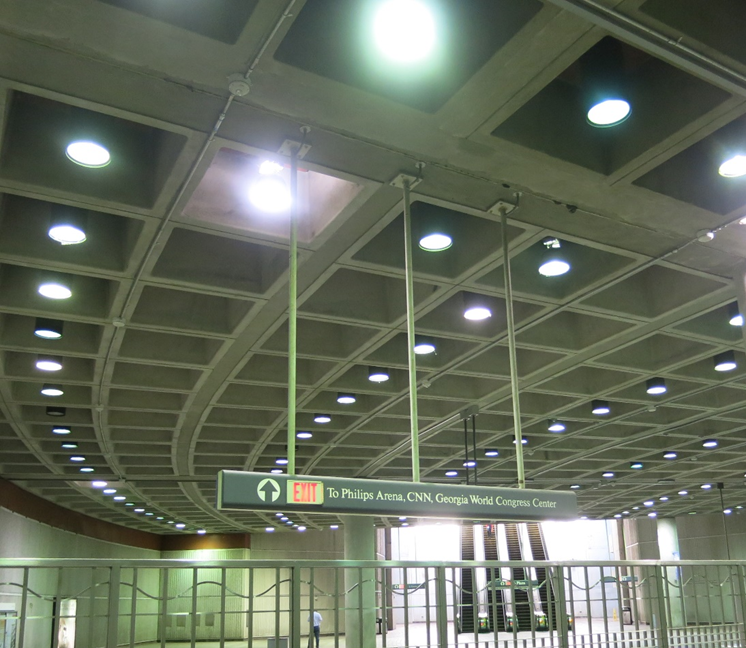 EXIT To Philips Arena, CNN, Georgia World Congress Center